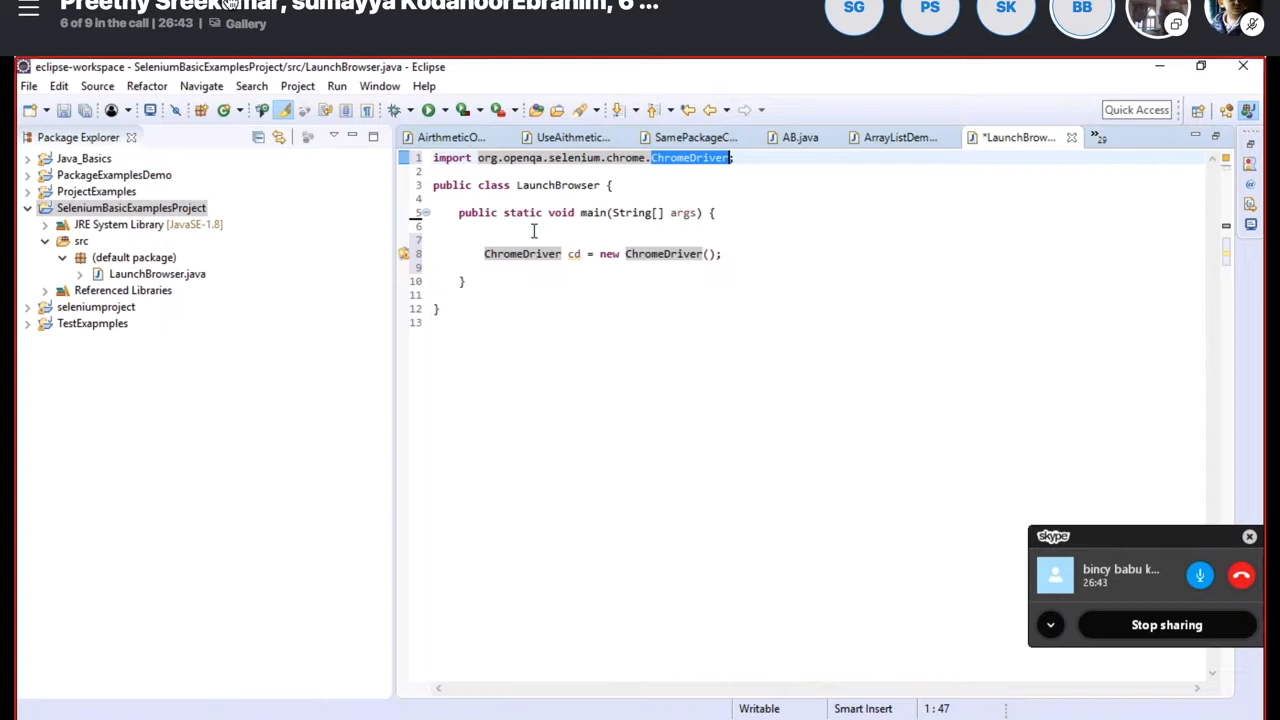 Preethy Sreekumar, sumayya KodanoorEbrahim, 6 ...
6 of 9 in the call | 26:43 | Gallery
SG PS SK BB
eclipse-workspace - SeleniumBasicExamplesProject/src/LaunchBrowser.java - Eclipse
File Edit Source Refactor Navigate Search Project Run Window Help
Quick Access
Package Explorer
AirthmeticO... UseAithmetic... SamePackageC... AB.java ArrayListDem... *LaunchBrow... »29
Java_Basics
PackageExamplesDemo
ProjectExamples
SeleniumBasicExamplesProject
JRE System Library [JavaSE-1.8]
src
(default package)
LaunchBrowser.java
Referenced Libraries
seleniumproject
TestExapmples
1 import org.openqa.selenium.chrome.ChromeDriver;
2
3 public class LaunchBrowser {
4
5 public static void main(String[] args) {
6
7
8 ChromeDriver cd = new ChromeDriver();
9
10 }
11
12 }
13
skype
bincy babu k...
26:43
Stop sharing
Writable Smart Insert 1 : 47